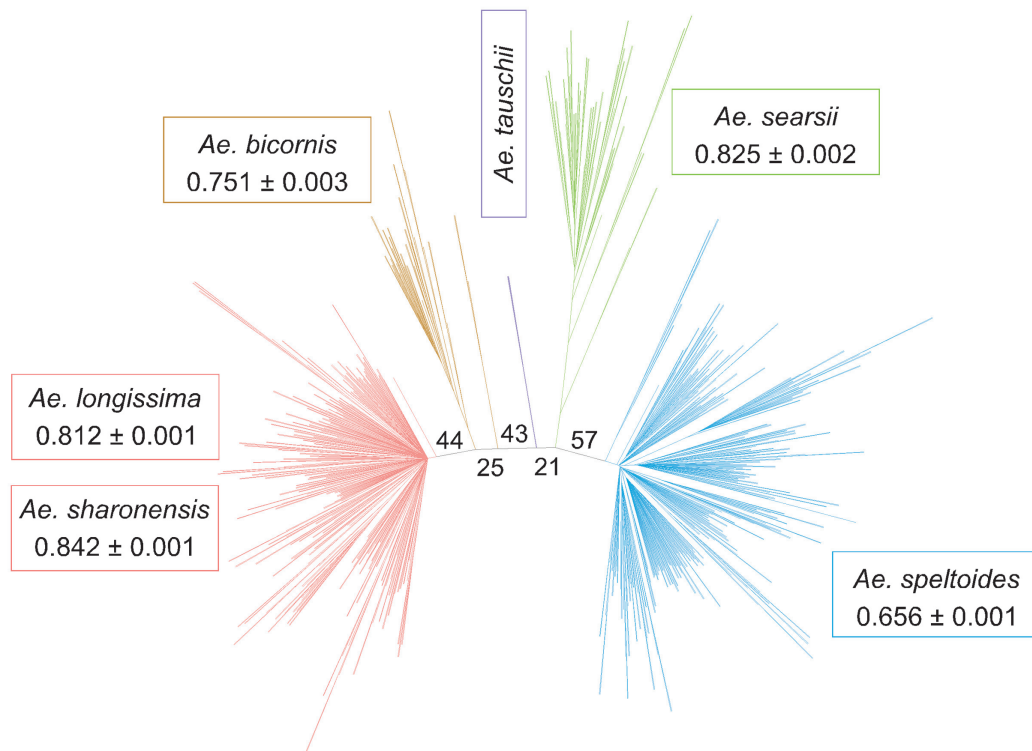 Ae. bicornis
0.751 ± 0.003
Ae. tauschii
Ae. searsii
0.825 ± 0.002
Ae. longissima
0.812 ± 0.001
Ae. sharonensis
0.842 ± 0.001
44
25
43
21
57
Ae. speltoides
0.656 ± 0.001